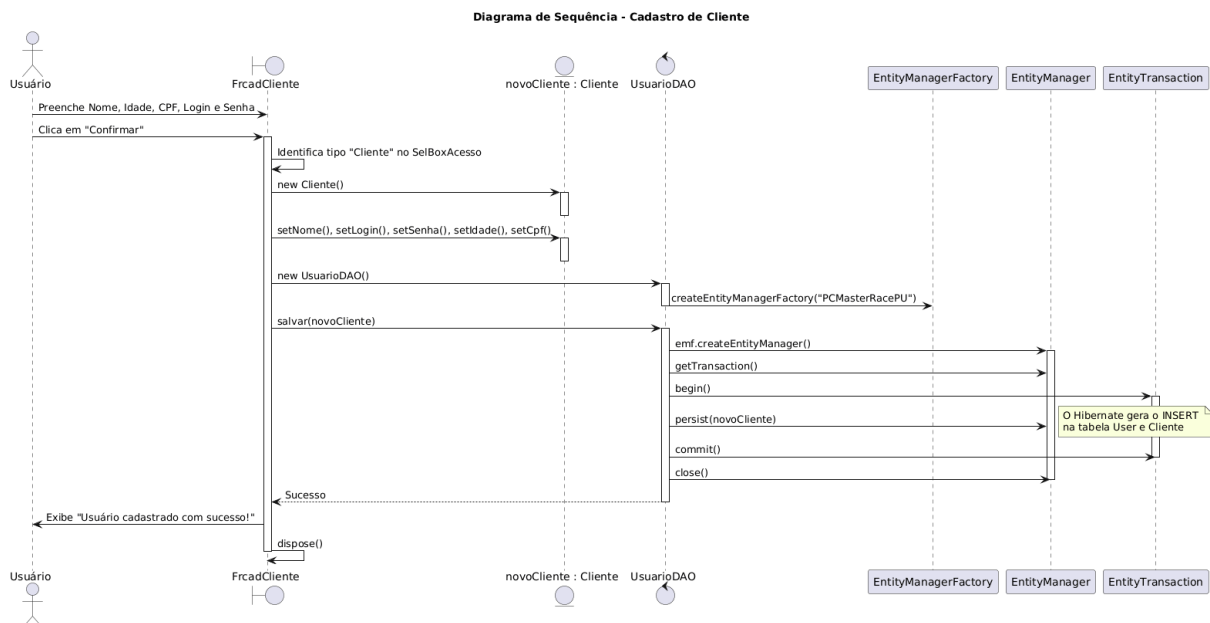 Diagrama de Sequência - Cadastro de Cliente
Usuário
FrcadCliente
novoCliente : Cliente
UsuarioDAO
EntityManagerFactory
EntityManager
EntityTransaction
Preenche Nome, Idade, CPF, Login e Senha
Clica em "Confirmar"
Identifica tipo "Cliente" no SelBoxAcesso
new Cliente()
setNome(), setLogin(), setSenha(), setIdade(), setCpf()
new UsuarioDAO()
createEntityManagerFactory("PCMasterRacePU")
salvar(novoCliente)
emf.createEntityManager()
getTransaction()
begin()
O Hibernate gera o INSERT
na tabela User e Cliente
persist(novoCliente)
commit()
close()
Sucesso
Exibe "Usuário cadastrado com sucesso!"
dispose()
Usuário
FrcadCliente
novoCliente : Cliente
UsuarioDAO
EntityManagerFactory
EntityManager
EntityTransaction